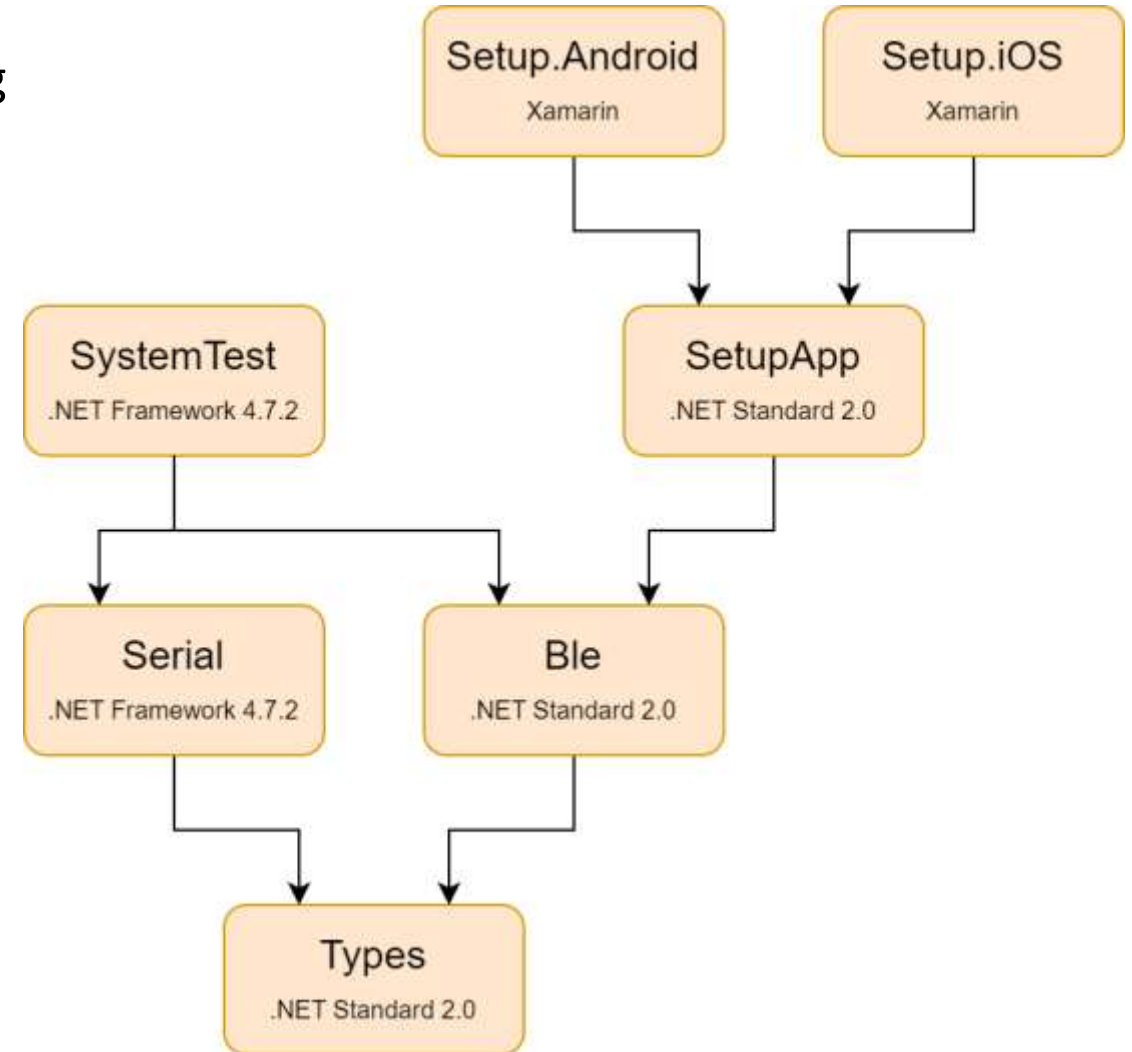 g
Setup.Android
Xamarin
Setup.iOS
Xamarin
SystemTest
.NET Framework 4.7.2
SetupApp
.NET Standard 2.0
Serial
.NET Framework 4.7.2
Ble
.NET Standard 2.0
Types
.NET Standard 2.0